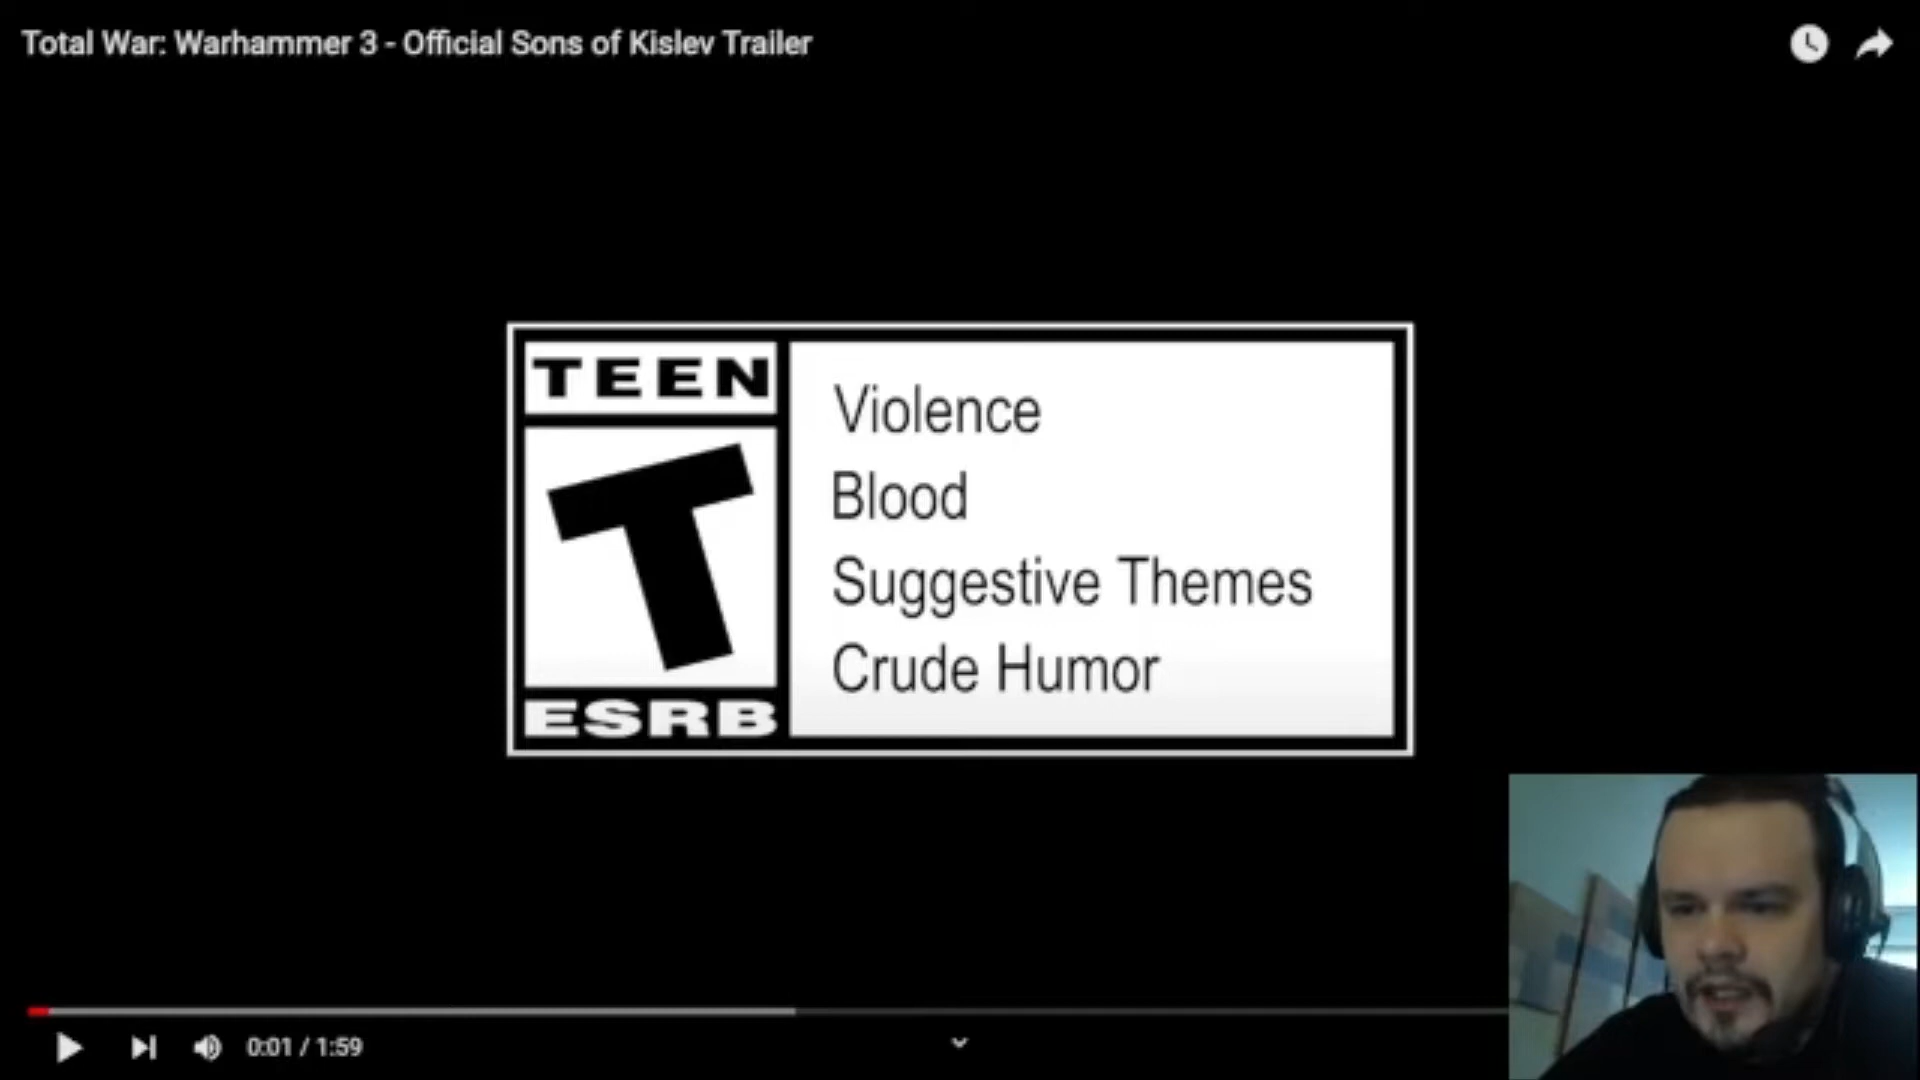 Total War: Warhammer 3 - Official Sons of Kislev Trailer
TEEN
T
ESRB
Violence
Blood
Suggestive Themes
Crude Humor
0:01 / 1:59